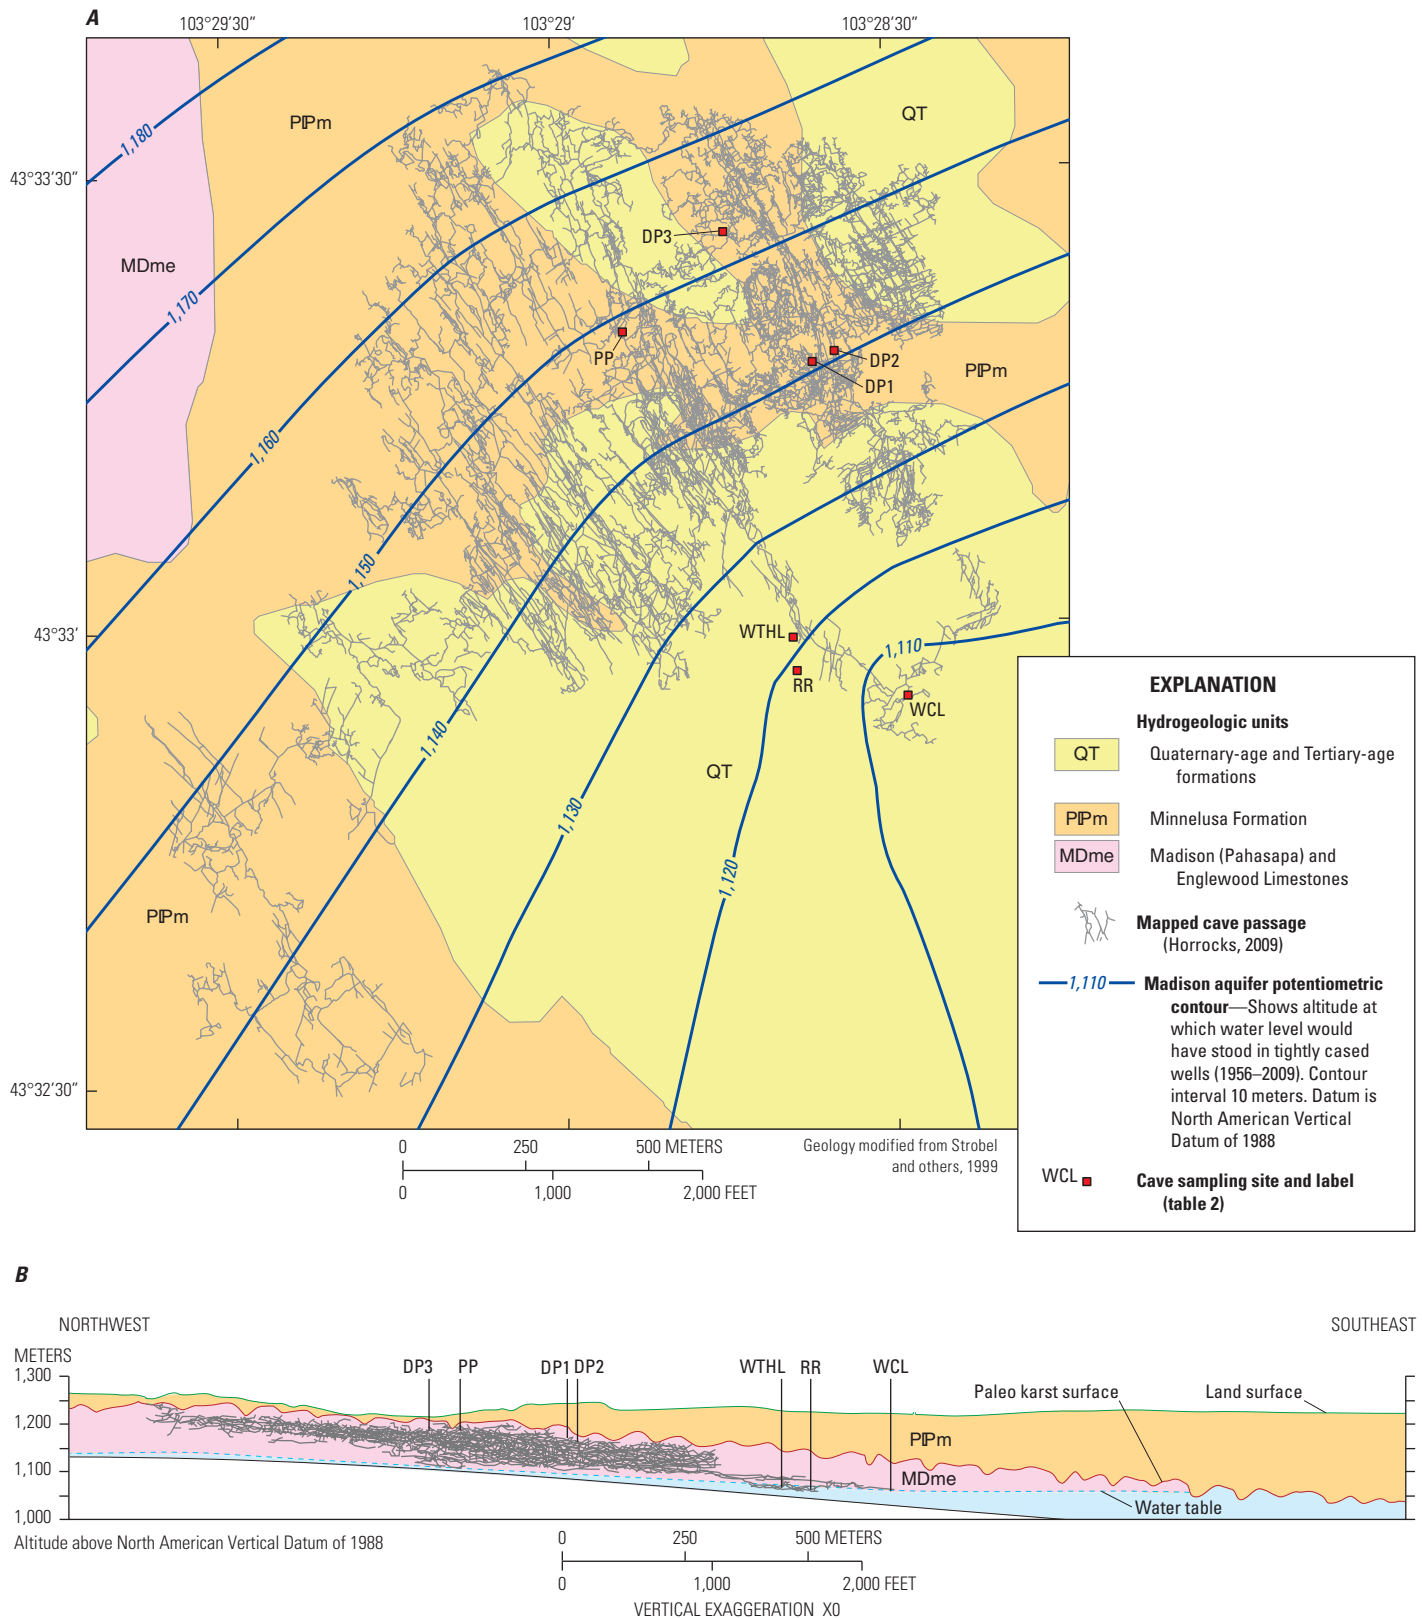 A
103°29'30"
103°29'
103°28'30"
43°33'30"
43°33'
43°32'30"
PIPm
QT
MDme
1,180
1,170
1,160
1,150
1,140
1,130
1,120
1,110
DP3
PP
DP2
DP1
PIPm
WTHL
RR
WCL
QT
PIPm
0 250 500 METERS
0 1,000 2,000 FEET
Geology modified from Strobel
and others, 1999
EXPLANATION
Hydrogeologic units
QT Quaternary-age and Tertiary-age
formations
PIPm Minnelusa Formation
MDme Madison (Pahasapa) and
Englewood Limestones
Mapped cave passage
(Horrocks, 2009)
1,110 Madison aquifer potentiometric
contour—Shows altitude at
which water level would
have stood in tightly cased
wells (1956–2009). Contour
interval 10 meters. Datum is
North American Vertical
Datum of 1988
WCL Cave sampling site and label
(table 2)
B
NORTHWEST
SOUTHEAST
METERS
1,300
1,200
1,100
1,000
DP3 PP DP1 DP2 WTHL RR WCL
Paleo karst surface
Land surface
PIPm
MDme
Water table
Altitude above North American Vertical Datum of 1988
0 250 500 METERS
0 1,000 2,000 FEET
VERTICAL EXAGGERATION X0